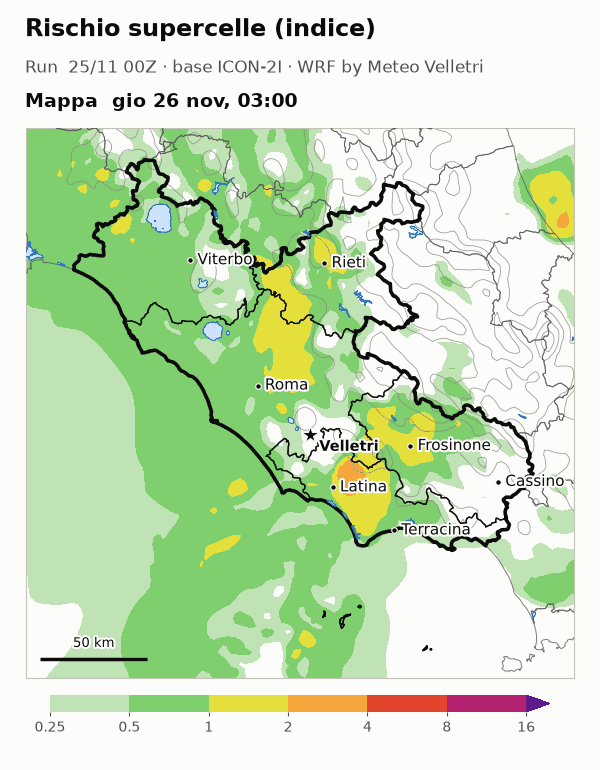 Rischio supercelle (indice)
Run 25/11 00Z · base ICON-2I · WRF by Meteo Velletri
Mappa gio 26 nov, 03:00
Viterbo
Rieti
Roma
Velletri
Frosinone
Cassino
Latina
Terracina
50 km
0.25 0.5 1 2 4 8 16